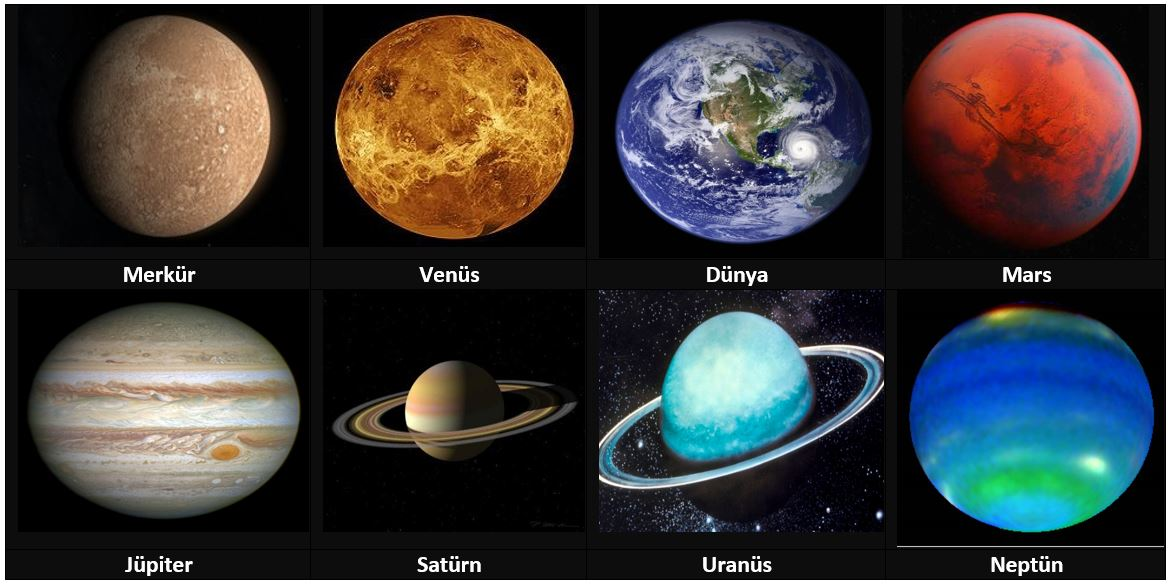 Merkür
Venüs
Dünya
Mars
Jüpiter
Satürn
Uranüs
Neptün